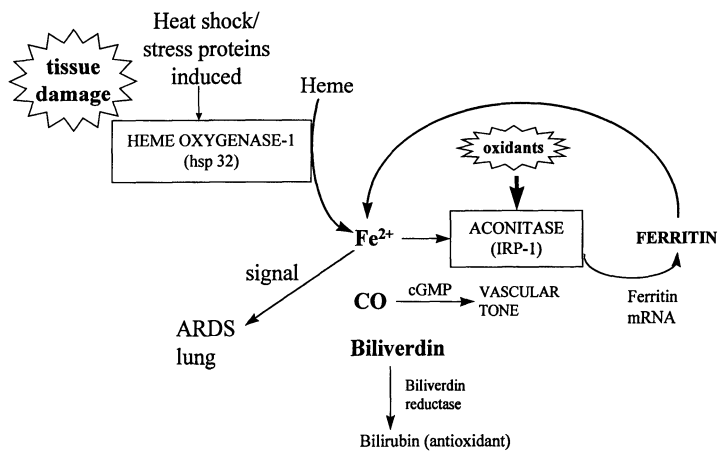 Heat shock/
stress proteins
induced
tissue
damage
Heme
HEME OXYGENASE-1
(hsp 32)
oxidants
Fe²⁺
ACONITASE
(IRP-1)
FERRITIN
signal
CO
cGMP
VASCULAR
TONE
Ferritin
mRNA
ARDS
lung
Biliverdin
Biliverdin
reductase
Bilirubin (antioxidant)